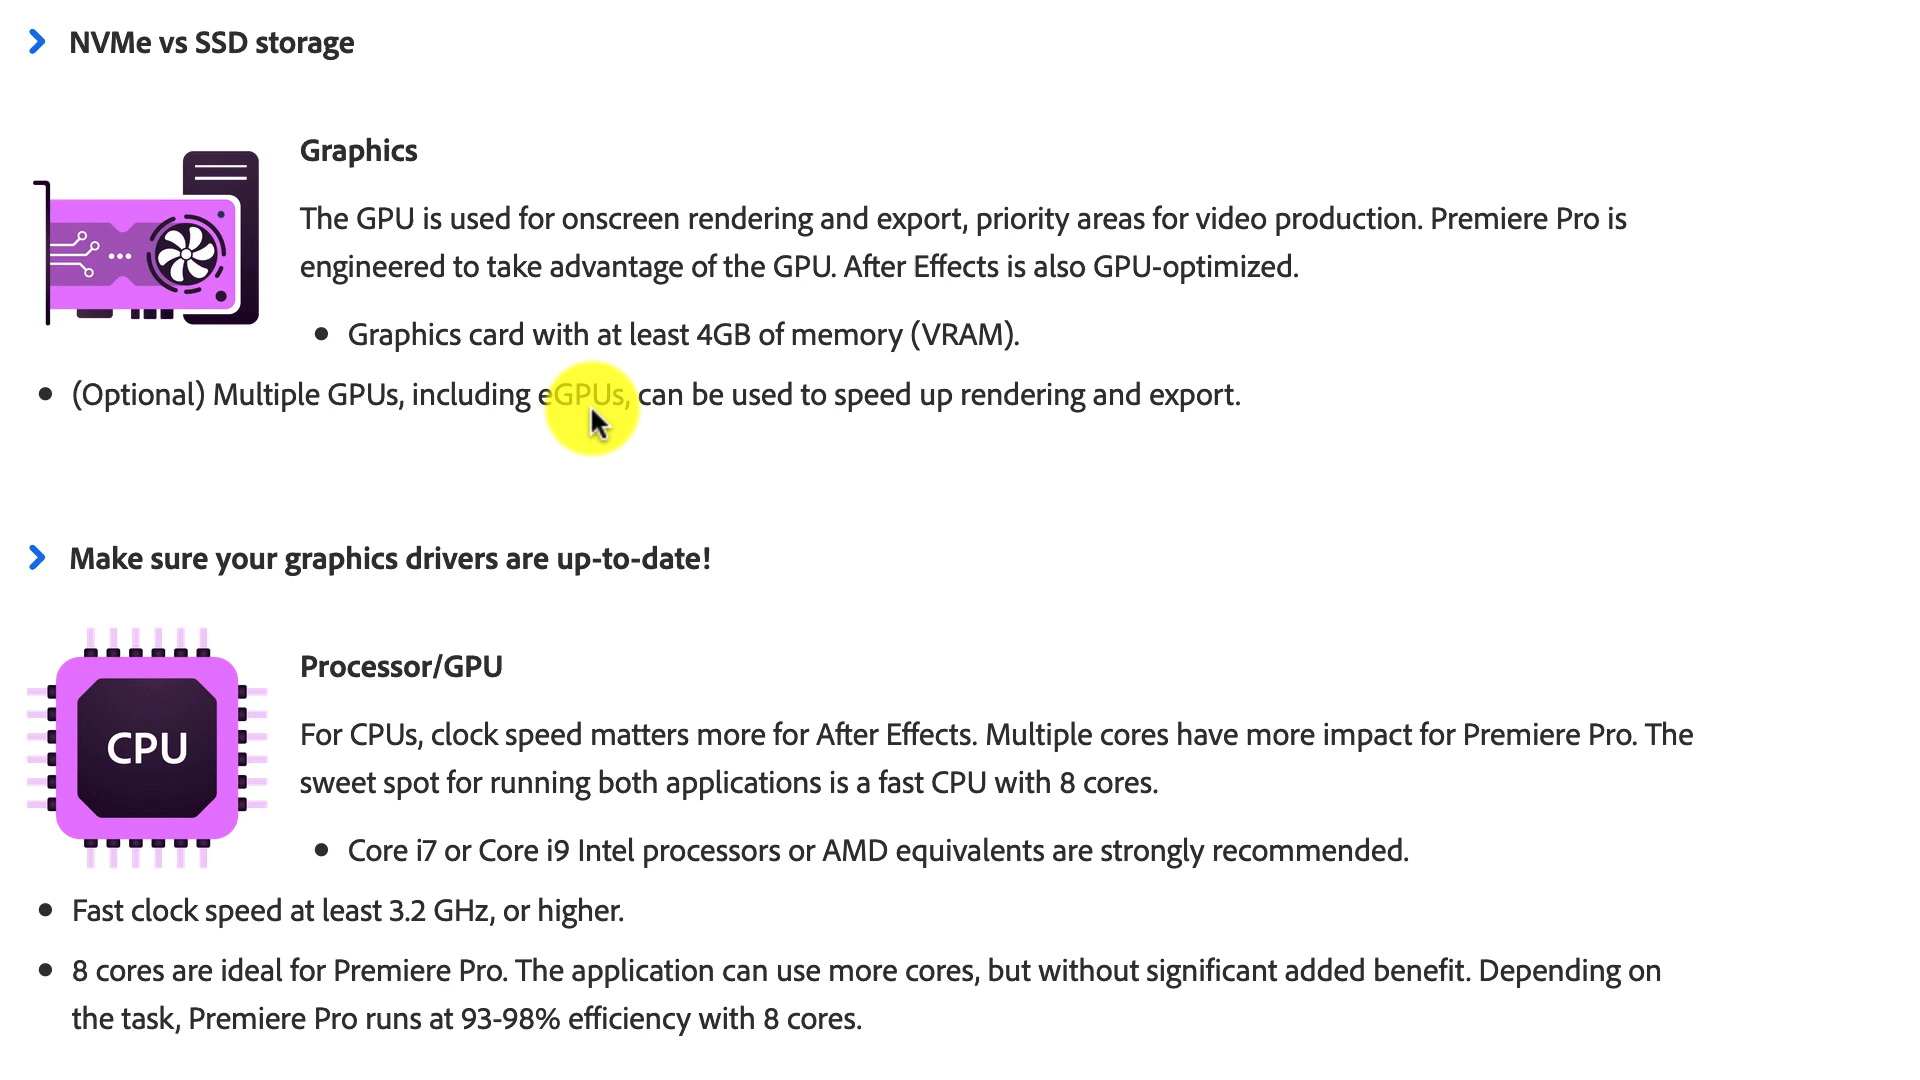 NVMe vs SSD storage
Graphics
The GPU is used for onscreen rendering and export, priority areas for video production. Premiere Pro is
engineered to take advantage of the GPU. After Effects is also GPU-optimized.
• Graphics card with at least 4GB of memory (VRAM).
• (Optional) Multiple GPUs, including eGPUs, can be used to speed up rendering and export.
Make sure your graphics drivers are up-to-date!
CPU
Processor/GPU
For CPUs, clock speed matters more for After Effects. Multiple cores have more impact for Premiere Pro. The
sweet spot for running both applications is a fast CPU with 8 cores.
• Core i7 or Core i9 Intel processors or AMD equivalents are strongly recommended.
• Fast clock speed at least 3.2 GHz, or higher.
• 8 cores are ideal for Premiere Pro. The application can use more cores, but without significant added benefit. Depending on
the task, Premiere Pro runs at 93-98% efficiency with 8 cores.